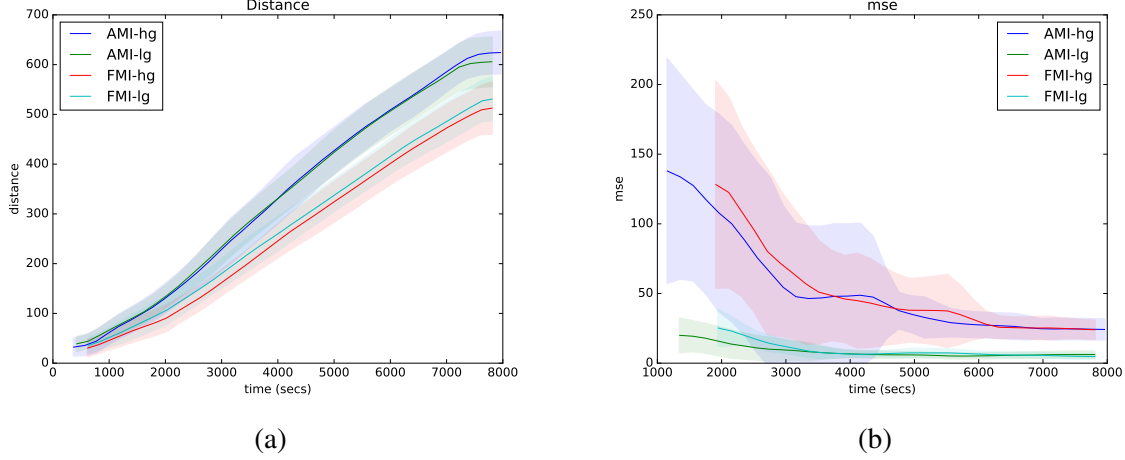 Distance
700
600
500
400
300
200
100
0
distance
AMI-hg
AMI-lg
FMI-hg
FMI-lg
0 1000 2000 3000 4000 5000 6000 7000 8000
time (secs)
(a)
mse
250
200
150
100
50
0
mse
AMI-hg
AMI-lg
FMI-hg
FMI-lg
1000 2000 3000 4000 5000 6000 7000 8000
time (secs)
(b)